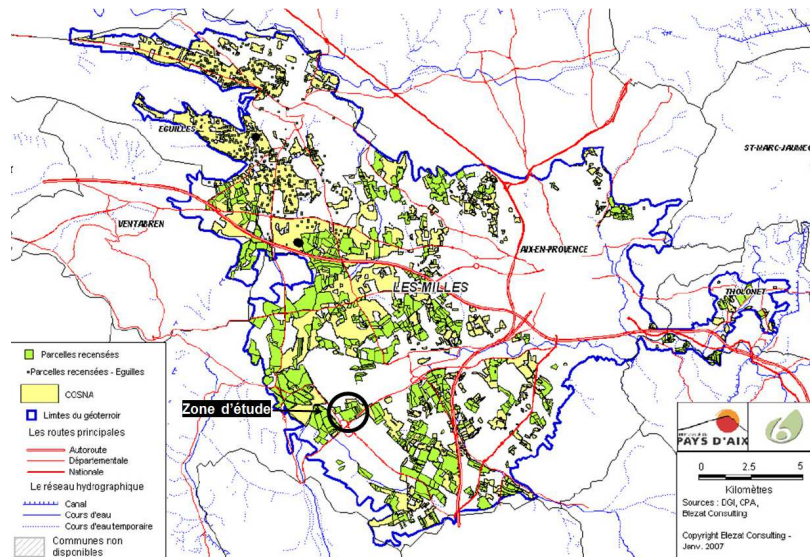 EGUILLES
ST-MARC-JAUMEG
VENTABREN
AIX-EN-PROVENCE
LES-MILLES
THOLONET
Parcelles recensées
Parcelles recensées - Eguilles
COSNA
Limites du géoterroir
Les routes principales
Autoroute
Départementale
Nationale
Le réseau hydrographique
Canal
Cours d'eau
Cours d'eau temporaire
Communes non
disponibles
Zone d'étude
PAYS D'AIX
0 2.5 5
Kilomètres
Sources : DGI, CPA,
Blezat Consulting
Copyright Blezat Consulting -
Janv. 2007